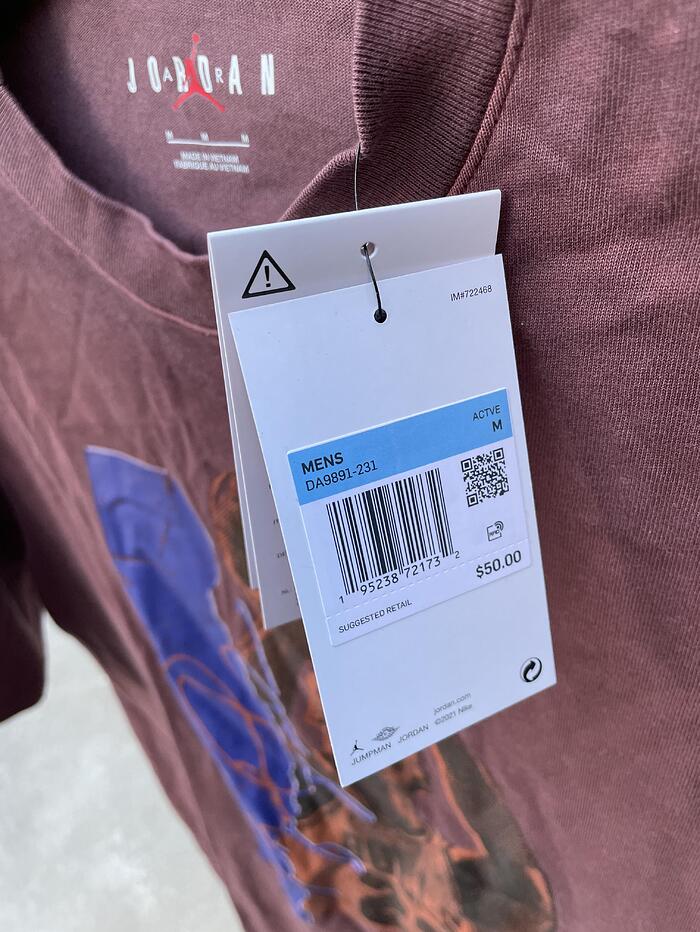 JORDAN
M M M
MADE IN VIETNAM
FABRIQUE AU VIETNAM
IM#722468
ACTVE
MENS M
DA9891-231
1 95238 72173 2
$50.00
SUGGESTED RETAIL
jordan.com
©2021 Nike
JUMPMAN JORDAN